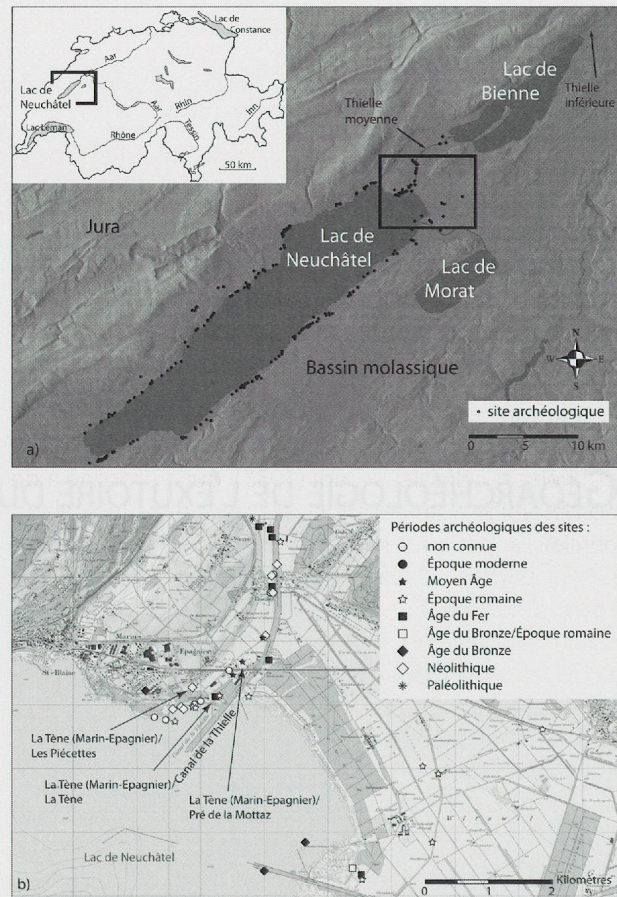 Lac de
Constance
Aar
Lac de
Neuchâtel
Aar
Rhin
Inn
Lac Léman
Rhône
Tessin
50 km
Lac de
Bienne
Thielle
inférieure
Thielle
moyenne
Jura
Lac de
Neuchâtel
Lac de
Morat
Bassin molassique
N
W
E
S
• site archéologique
0 5 10 km
a)
Périodes archéologiques des sites :
non connue
Époque moderne
Moyen Âge
Époque romaine
Âge du Fer
Âge du Bronze/Époque romaine
Âge du Bronze
Néolithique
Paléolithique
Marin
Epagnier
St-Blaise
La Tène (Marin-Epagnier)/
Les Piécettes
La Tène (Marin-Epagnier)/
La Tène
Canal de la Thielle
La Tène (Marin-Epagnier)/
Pré de la Mottaz
Lac de Neuchâtel
Kilomètres
0 1 2
b)